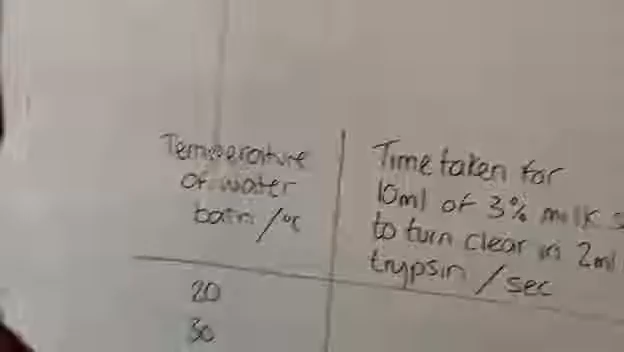 Temperature
of water
bath /°C
Time taken for
10ml of 3% milk
to turn clear in 2ml
trypsin /sec
20
30